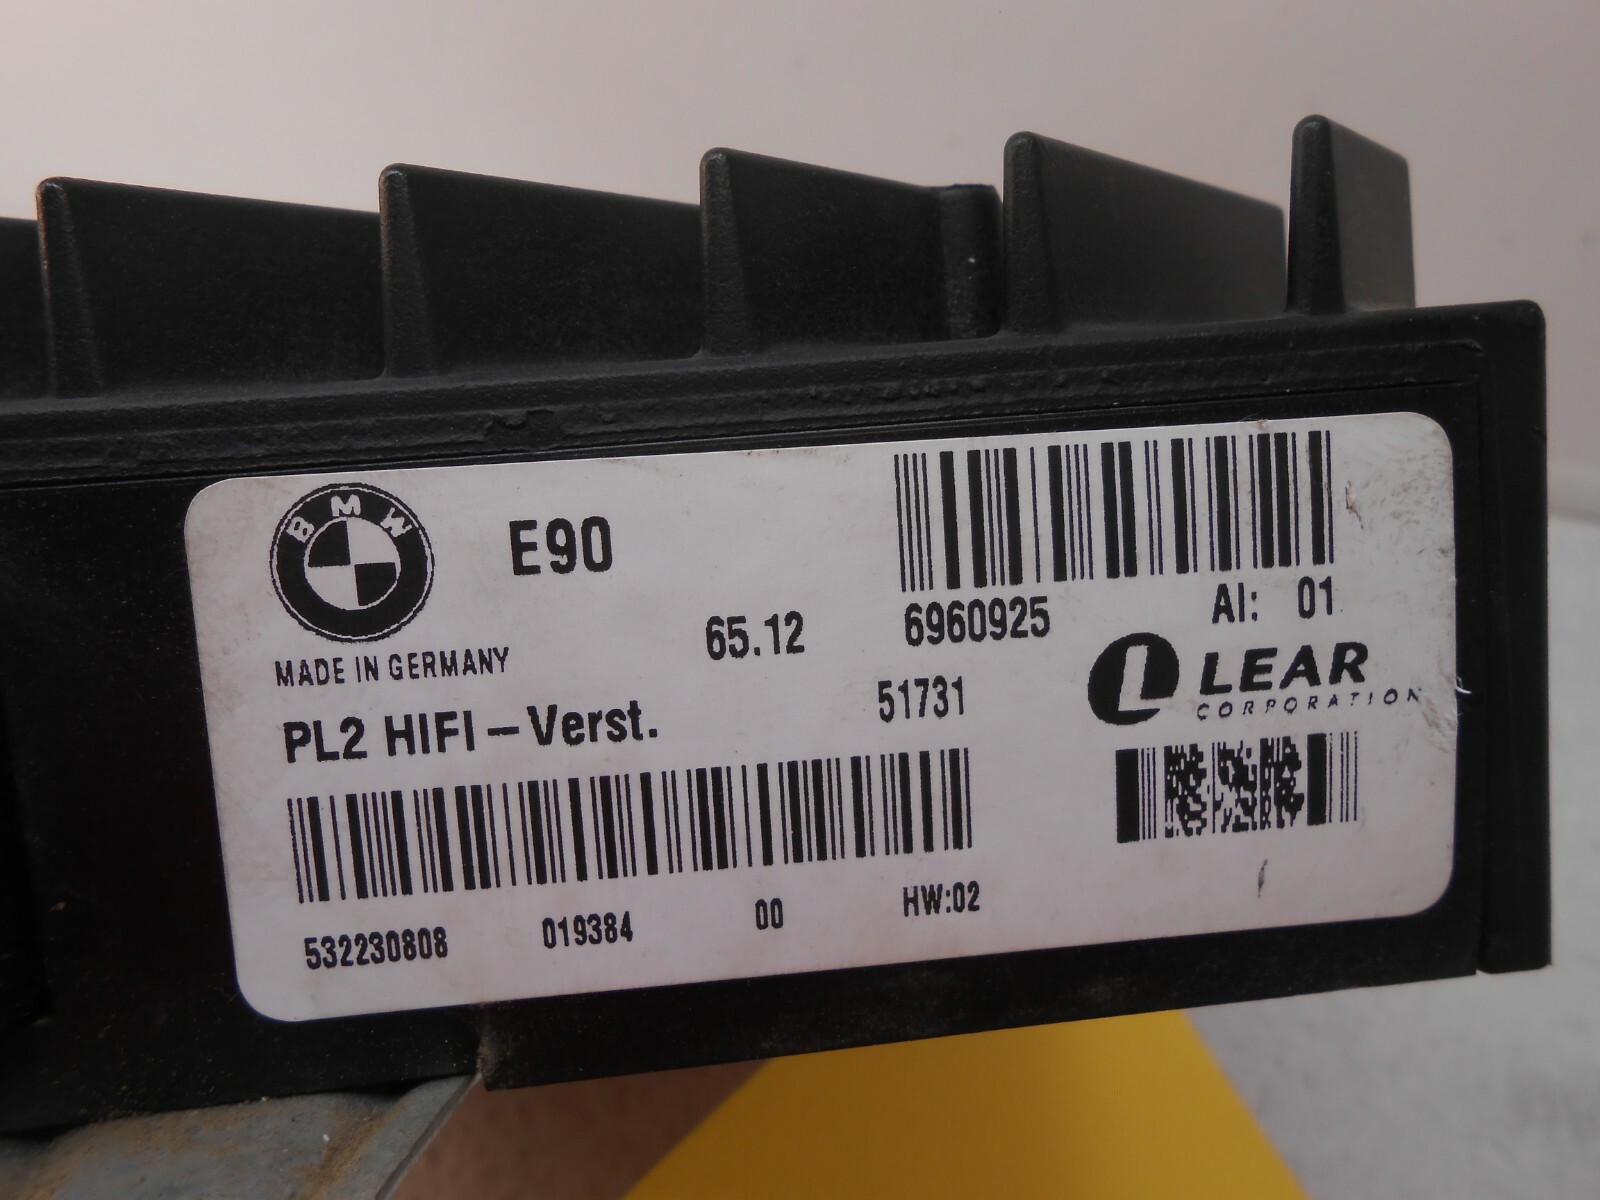 BMW
E90
65.12 6960925 AI: 01
MADE IN GERMANY
LEAR
CORPORATION
PL2 HIFI – Verst. 51731
532230808 019384 00 HW:02